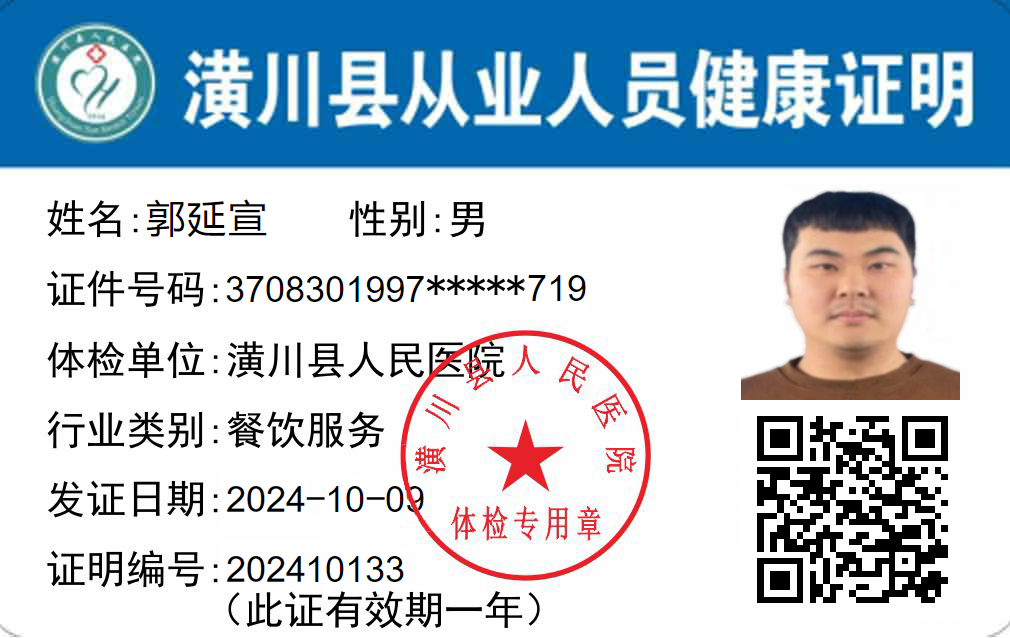 潢川县从业人员健康证明
姓名:郭延宣 性别:男
证件号码:3708301997*****719
体检单位:潢川县人民医院
行业类别:餐饮服务
发证日期:2024-10-09
证明编号:202410133
（此证有效期一年）
潢川县人民医院
体检专用章